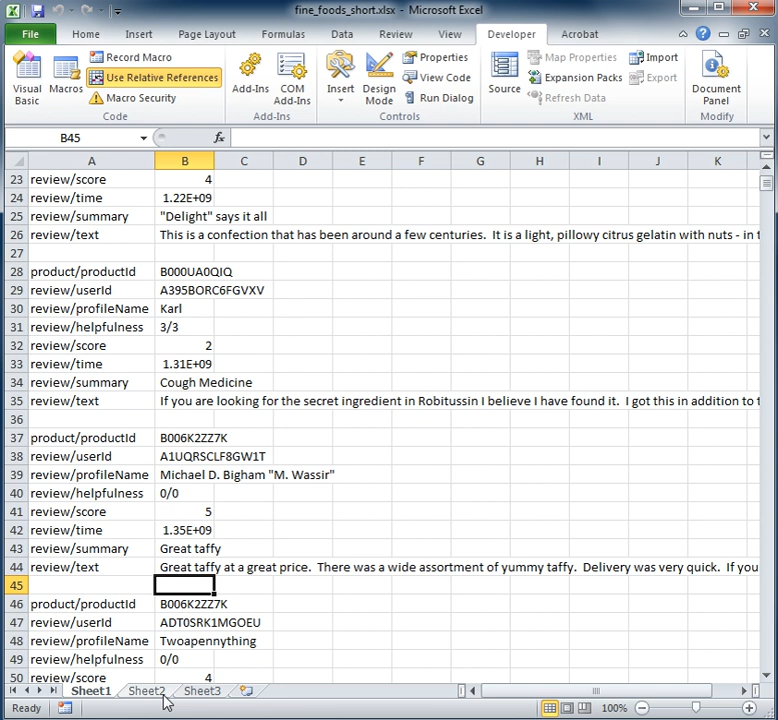 fine_foods_short.xlsx - Microsoft Excel
File Home Insert Page Layout Formulas Data Review View Developer Acrobat
Record Macro Properties Map Properties Import
Use Relative References View Code Expansion Packs Export
Macro Security Run Dialog Refresh Data
Visual Basic Macros Add-Ins COM Add-Ins Insert Design Mode Source Document Panel
Code Add-Ins Controls XML Modify
B45 fx
A B C D E F G H I J K
23 review/score 4
24 review/time 1.22E+09
25 review/summary "Delight" says it all
26 review/text This is a confection that has been around a few centuries. It is a light, pillowy citrus gelatin with nuts - in t
27
28 product/productId B000UA0QIQ
29 review/userId A395BORC6FGVXV
30 review/profileName Karl
31 review/helpfulness 3/3
32 review/score 2
33 review/time 1.31E+09
34 review/summary Cough Medicine
35 review/text If you are looking for the secret ingredient in Robitussin I believe I have found it. I got this in addition to t
36
37 product/productId B006K2ZZ7K
38 review/userId A1UQRSCLF8GW1T
39 review/profileName Michael D. Bigham "M. Wassir"
40 review/helpfulness 0/0
41 review/score 5
42 review/time 1.35E+09
43 review/summary Great taffy
44 review/text Great taffy at a great price. There was a wide assortment of yummy taffy. Delivery was very quick. If you
45
46 product/productId B006K2ZZ7K
47 review/userId ADT0SRK1MGOEU
48 review/profileName Twoapennything
49 review/helpfulness 0/0
50 review/score 4
Sheet1 Sheet2 Sheet3
Ready 100%